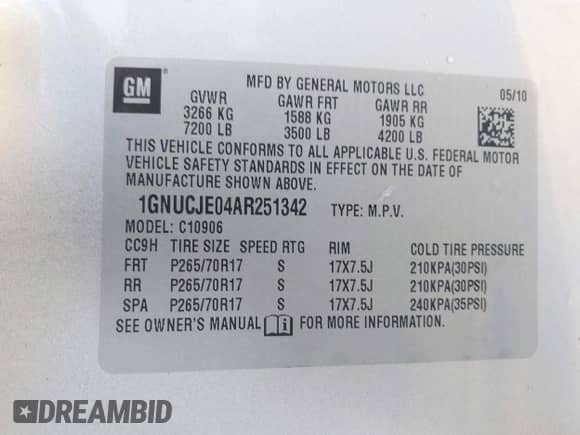 GM
MFD BY GENERAL MOTORS LLC
05/10
GVWR GAWR FRT GAWR RR
3266 KG 1588 KG 1905 KG
7200 LB 3500 LB 4200 LB
THIS VEHICLE CONFORMS TO ALL APPLICABLE U.S. FEDERAL MOTOR
VEHICLE SAFETY STANDARDS IN EFFECT ON THE DATE OF
MANUFACTURE SHOWN ABOVE.
1GNUCJE04AR251342 TYPE: M.P.V.
MODEL: C10906
CC9H TIRE SIZE SPEED RTG RIM COLD TIRE PRESSURE
FRT P265/70R17 S 17X7.5J 210KPA(30PSI)
RR P265/70R17 S 17X7.5J 210KPA(30PSI)
SPA P265/70R17 S 17X7.5J 240KPA(35PSI)
SEE OWNER'S MANUAL FOR MORE INFORMATION.
DREAMBID